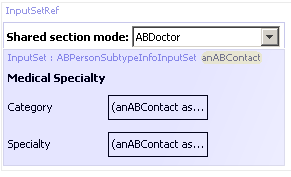 InputSetRef
Shared section mode: ABDoctor
InputSet : ABPersonSubtypeInfoInputSet anABContact
Medical Specialty
Category (anABContact as...
Specialty (anABContact as...